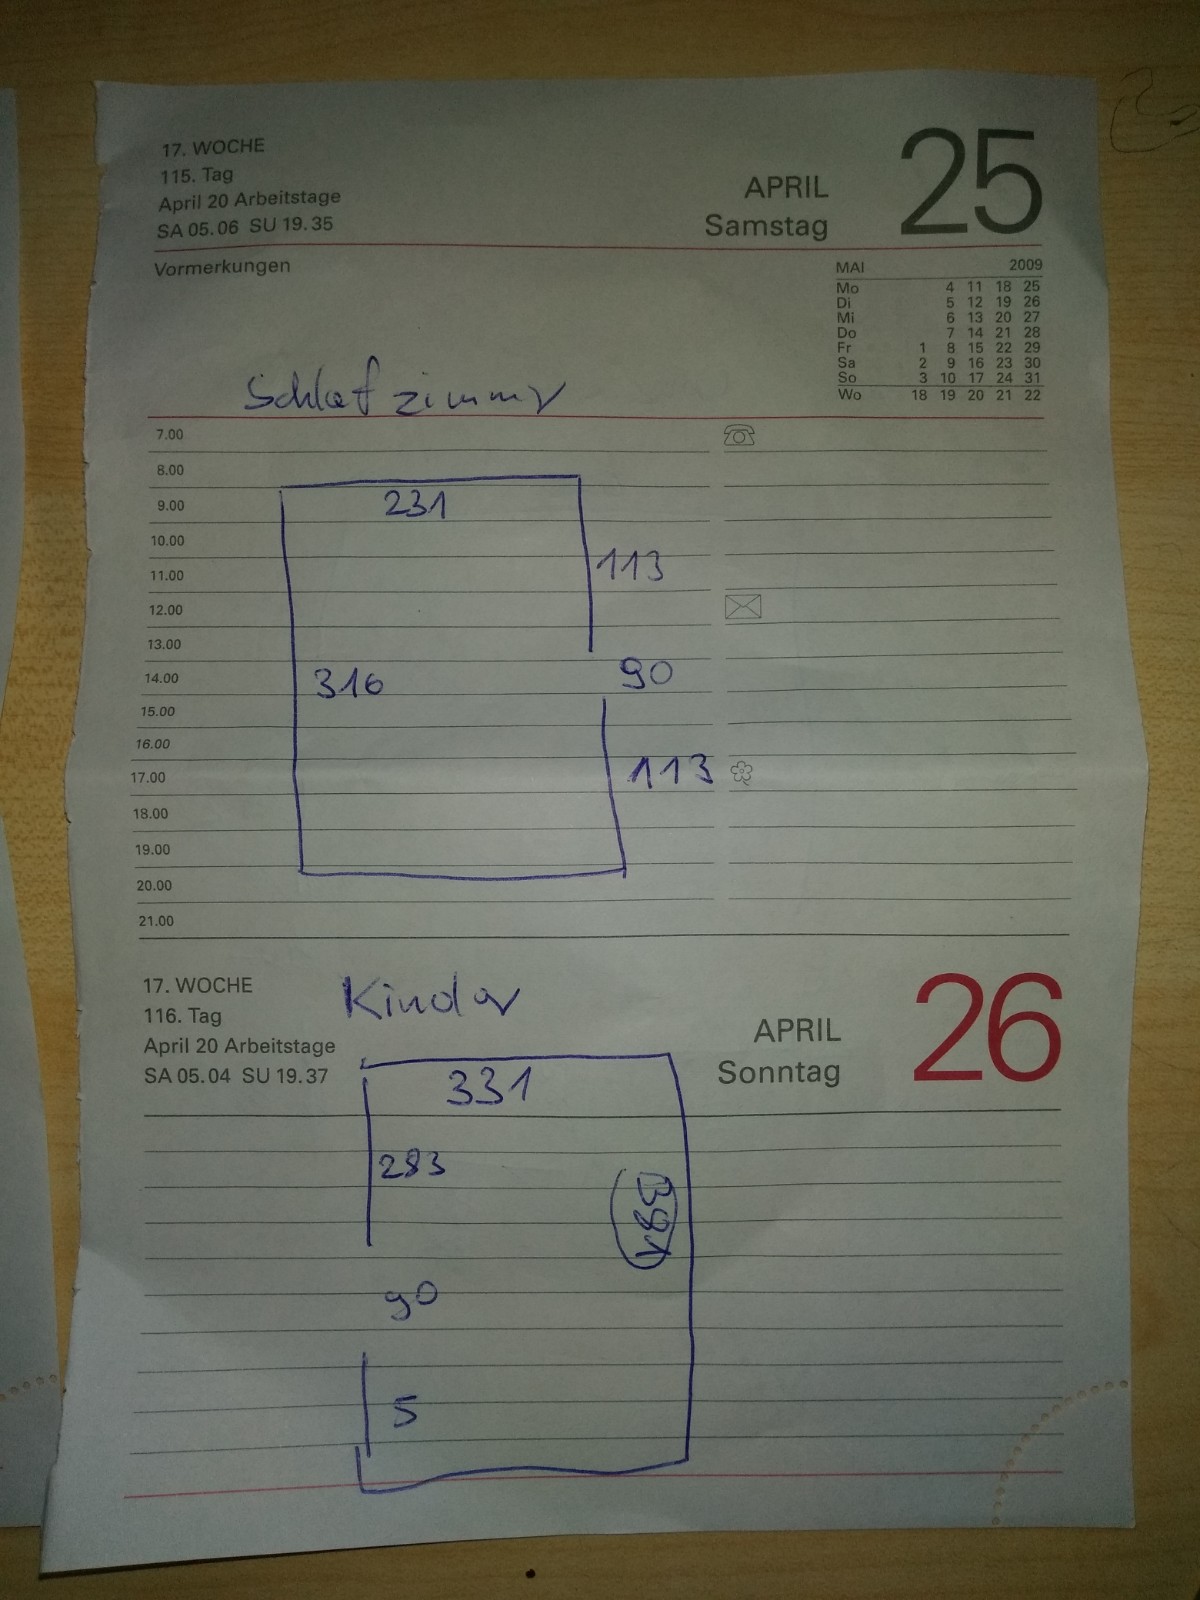 17. WOCHE
115. Tag
April 20 Arbeitstage
SA 05.06 SU 19.35
APRIL
Samstag
25
Vormerkungen
MAI 2009
Mo 4 11 18 25
Di 5 12 19 26
Mi 6 13 20 27
Do 7 14 21 28
Fr 1 8 15 22 29
Sa 2 9 16 23 30
So 3 10 17 24 31
Wo 18 19 20 21 22
Schlafzimmer
7.00
8.00
9.00
10.00
11.00
12.00
13.00
14.00
15.00
16.00
17.00
18.00
19.00
20.00
21.00
231
113
316
90
113
17. WOCHE
116. Tag
April 20 Arbeitstage
SA 05.04 SU 19.37
Kinder
APRIL
Sonntag
26
331
283
90
5